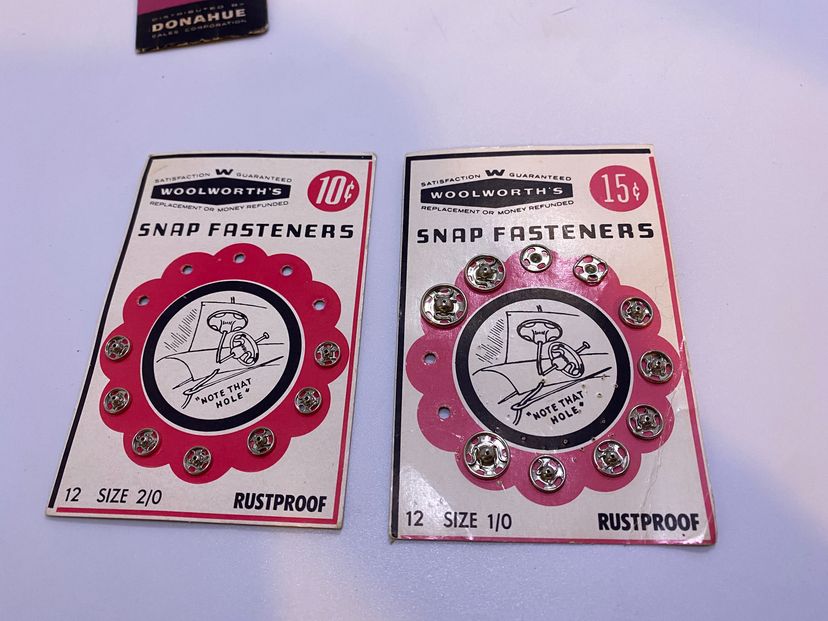 DISTRIBUTED BY
DONAHUE
SALES CORPORATION
SATISFACTION W GUARANTEED
WOOLWORTH'S
REPLACEMENT OR MONEY REFUNDED
10¢
SNAP FASTENERS
"NOTE THAT
HOLE"
12 SIZE 2/0 RUSTPROOF
SATISFACTION W GUARANTEED
WOOLWORTH'S
REPLACEMENT OR MONEY REFUNDED
15¢
SNAP FASTENERS
"NOTE THAT
HOLE"
12 SIZE 1/0 RUSTPROOF